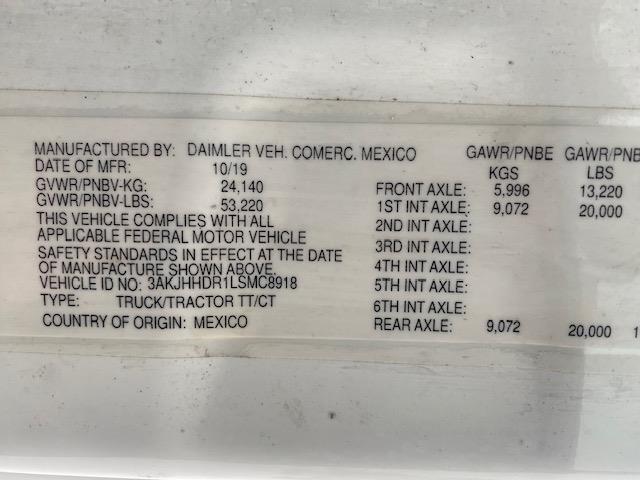 MANUFACTURED BY: DAIMLER VEH. COMERC. MEXICO GAWR/PNBE GAWR/PNB
DATE OF MFR: 10/19 KGS LBS
GVWR/PNBV-KG: 24,140 FRONT AXLE: 5,996 13,220
GVWR/PNBV-LBS: 53,220 1ST INT AXLE: 9,072 20,000
THIS VEHICLE COMPLIES WITH ALL 2ND INT AXLE:
APPLICABLE FEDERAL MOTOR VEHICLE 3RD INT AXLE:
SAFETY STANDARDS IN EFFECT AT THE DATE 4TH INT AXLE:
OF MANUFACTURE SHOWN ABOVE.
VEHICLE ID NO: 3AKJHHDR1LSMC8918 5TH INT AXLE:
TYPE: TRUCK/TRACTOR TT/CT 6TH INT AXLE:
COUNTRY OF ORIGIN: MEXICO REAR AXLE: 9,072 20,000 1